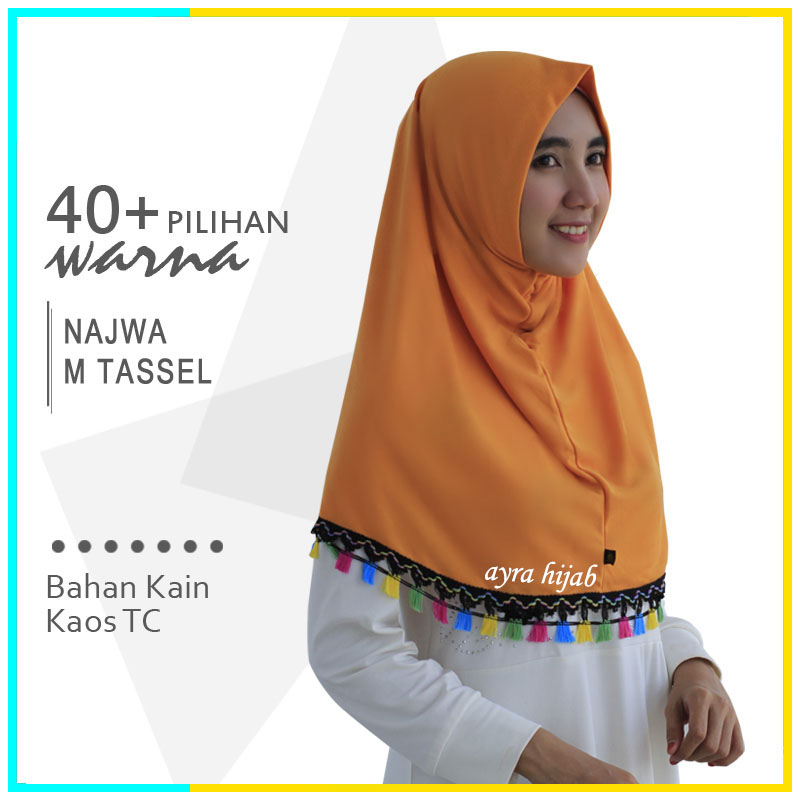 40+ PILIHAN
warna
NAJWA
M TASSEL
Bahan Kain
Kaos TC
ayra hijab